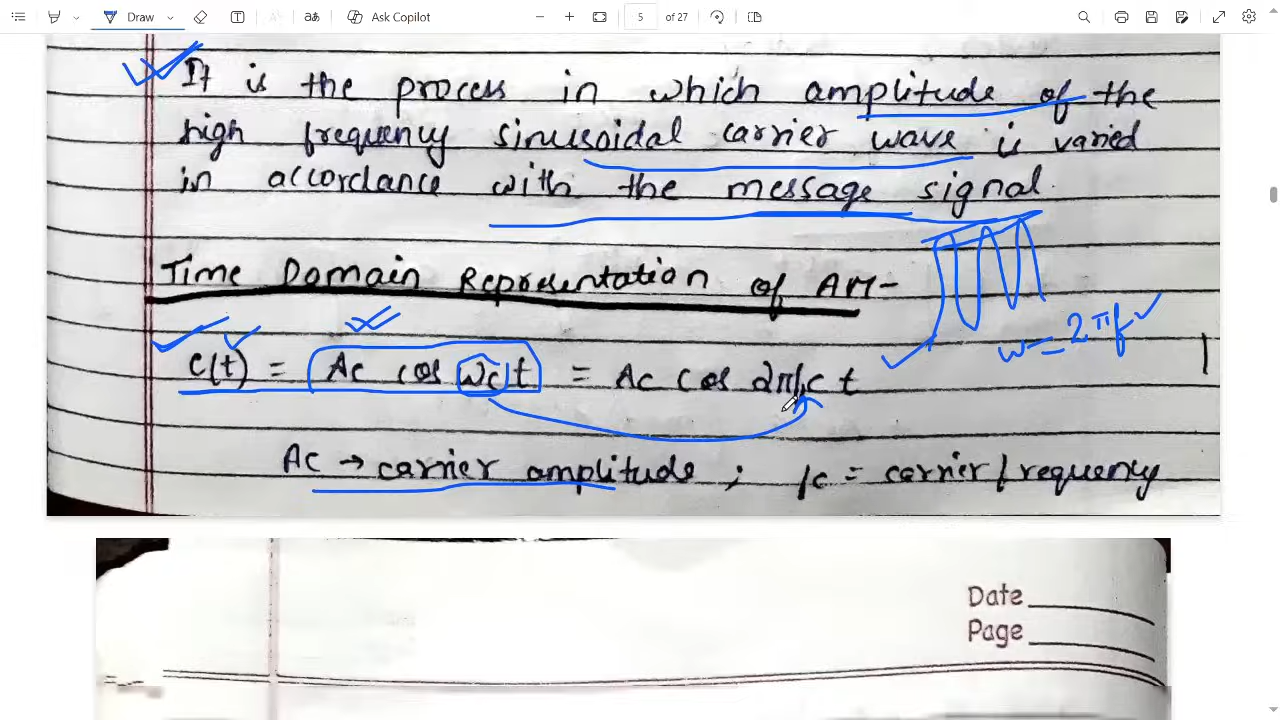 Draw
Ask Copilot
5 of 27
It is the process in which amplitude of the
high frequency sinusoidal carrier wave is varied
in accordance with the message signal.
Time Domain Representation of AM-
w = 2πf
C(t) = Ac cos ωc t = Ac cos 2πfc t
Ac → carrier amplitude ; fc = carrier frequency
Date
Page